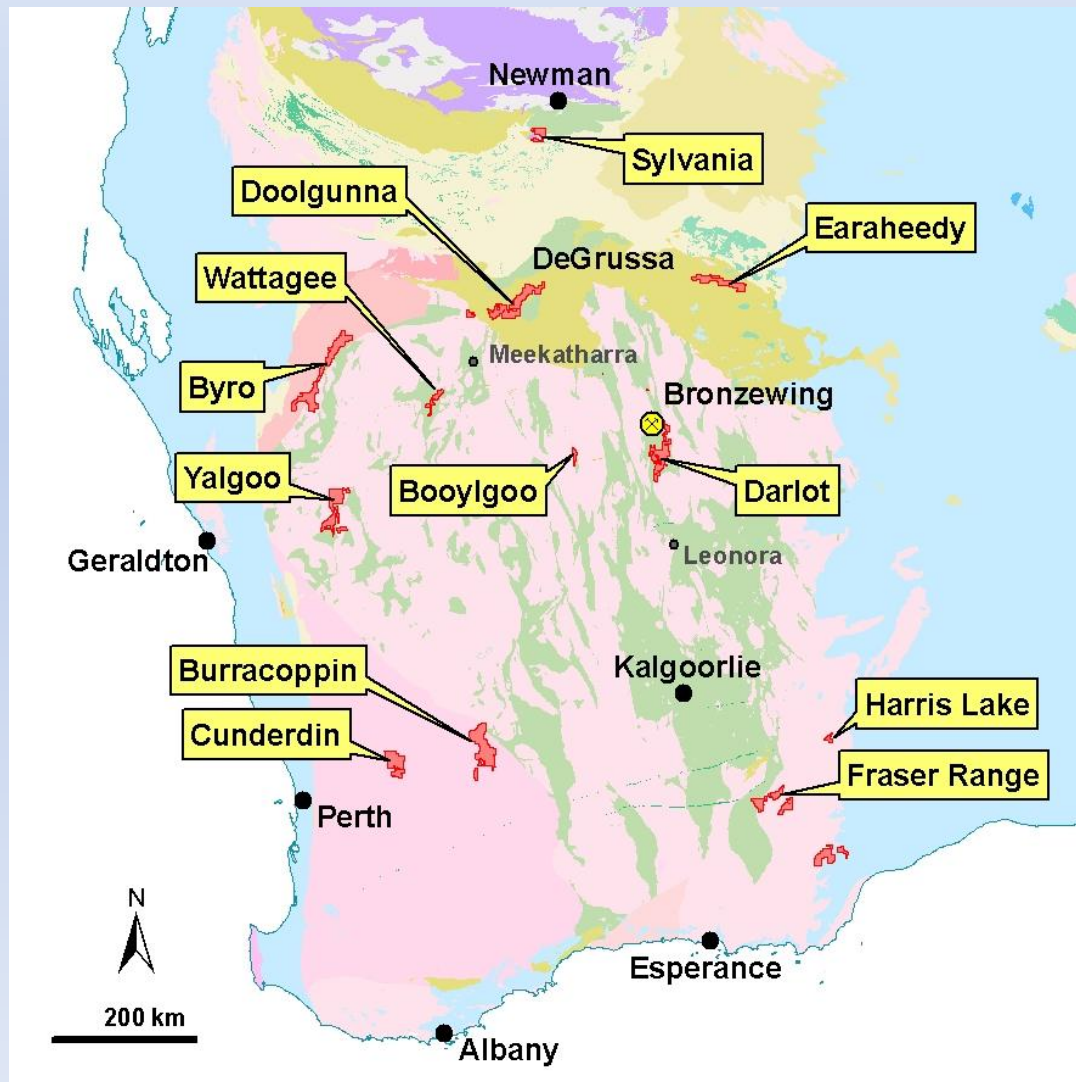 Newman
Sylvania
Doolgunna
Earaheedy
DeGrussa
Wattagee
Meekatharra
Byro
Bronzewing
Yalgoo
Booylgoo
Darlot
Geraldton
Leonora
Burracoppin
Kalgoorlie
Harris Lake
Cunderdin
Fraser Range
Perth
N
Esperance
200 km
Albany